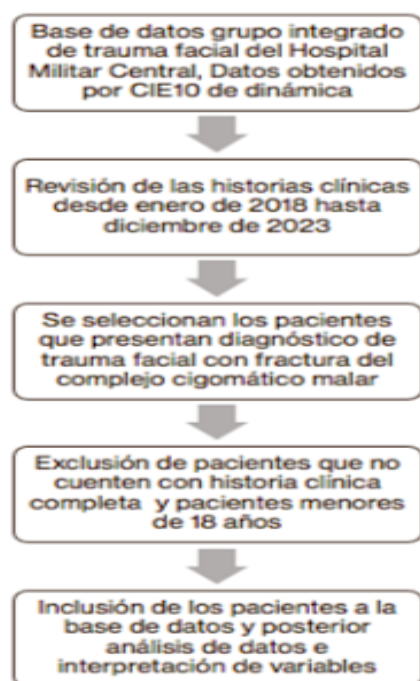 Base de datos grupo integrado
de trauma facial del Hospital
Militar Central, Datos obtenidos
por CIE10 de dinámica
Revisión de las historias clínicas
desde enero de 2018 hasta
diciembre de 2023
Se seleccionan los pacientes
que presentan diagnóstico de
trauma facial con fractura del
complejo cigomático malar
Exclusión de pacientes que no
cuenten con historia clínica
completa y pacientes menores
de 18 años
Inclusión de los pacientes a la
base de datos y posterior
análisis de datos e
interpretación de variables